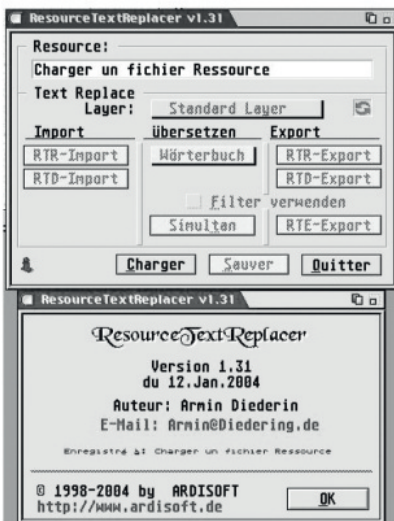 ResourceTextReplacer v1.31
Resource:
Charger un fichier Ressource
Text Replace
Layer: Standard Layer
Import übersetzen Export
RTR-Import Wörterbuch RTR-Export
RTD-Import RTD-Export
Filter verwenden
Simultan RTE-Export
Charger Sauver Quitter
ResourceTextReplacer v1.31
ResourceTextReplacer
Version 1.31
du 12.Jan.2004
Auteur: Armin Diederin
E-Mail: Armin@Diedering.de
Enregistré à: Charger un fichier Ressource
© 1998-2004 by ARDISOFT
http://www.ardisoft.de OK